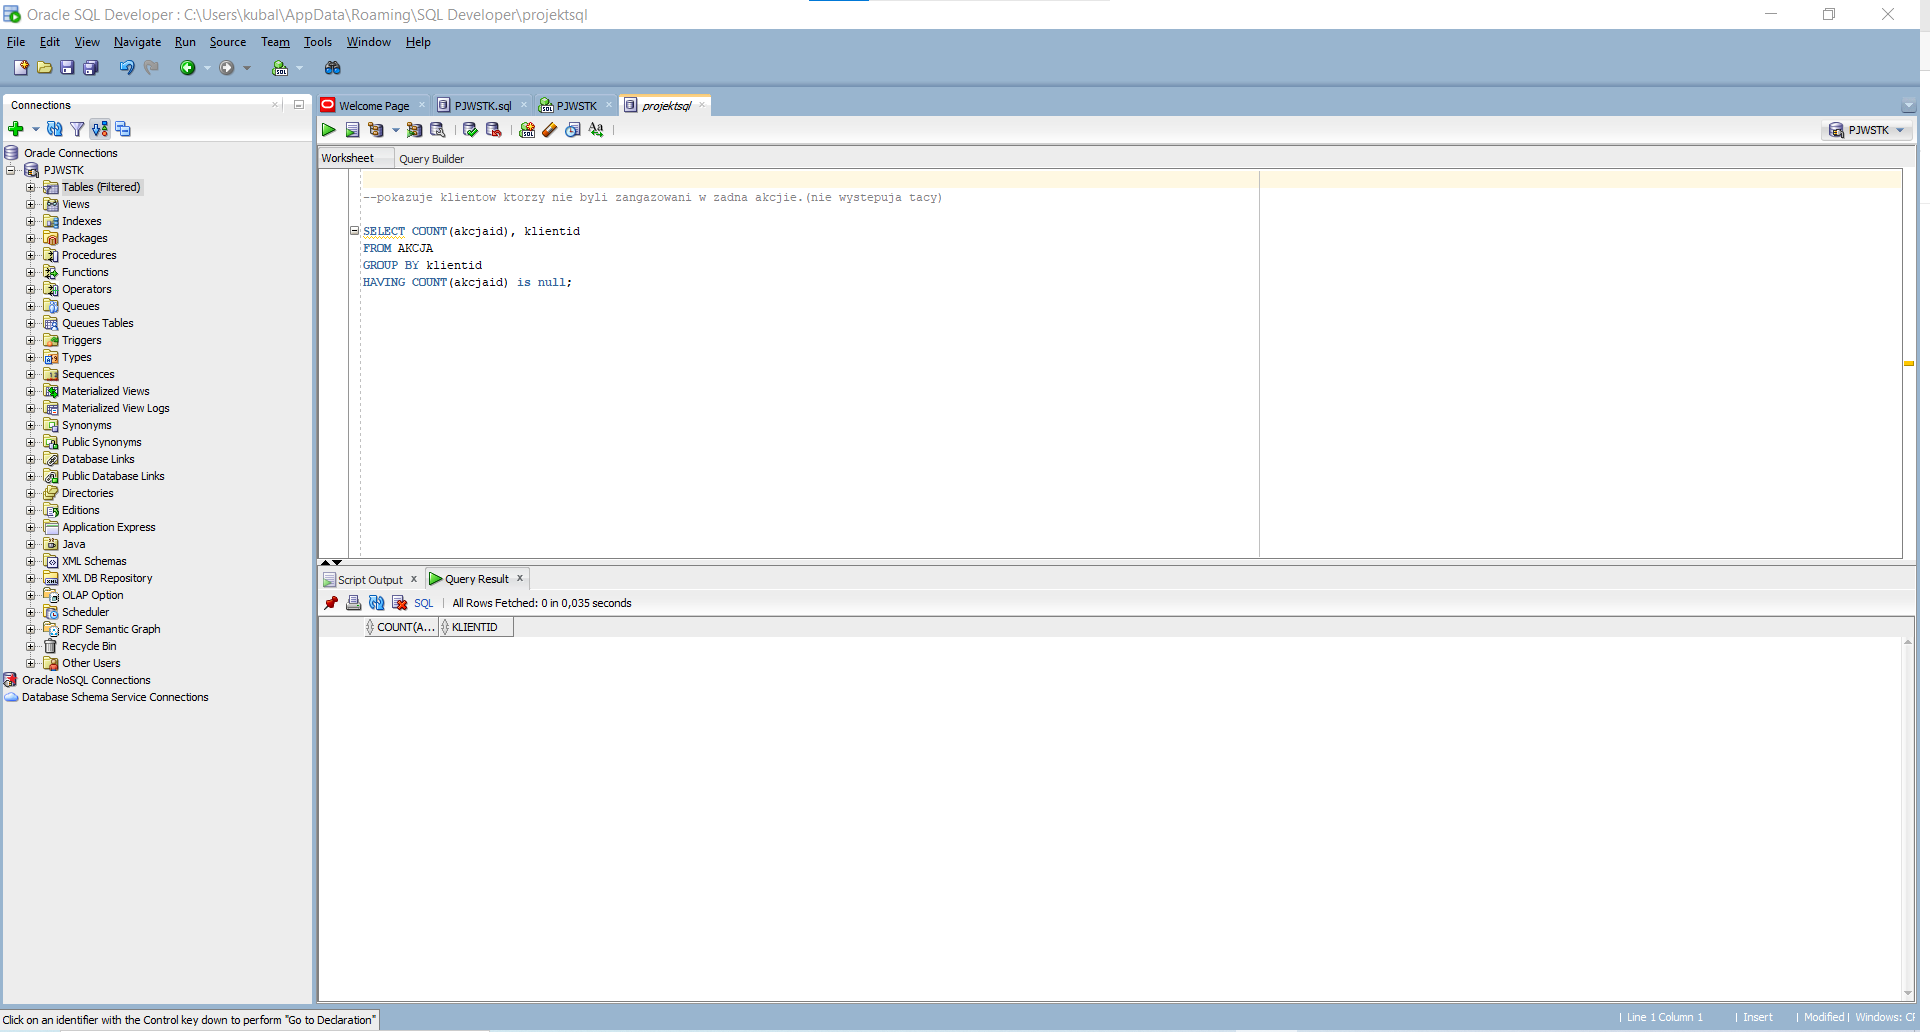 Oracle SQL Developer : C:\Users\kubal\AppData\Roaming\SQL Developer\projektsql
File Edit View Navigate Run Source Team Tools Window Help
Connections
Welcome Page PJWSTK.sql PJWSTK projektsql
PJWSTK
Worksheet Query Builder
Oracle Connections
PJWSTK
Tables (Filtered)
Views
Indexes
Packages
Procedures
Functions
Operators
Queues
Queues Tables
Triggers
Types
Sequences
Materialized Views
Materialized View Logs
Synonyms
Public Synonyms
Database Links
Public Database Links
Directories
Editions
Application Express
Java
XML Schemas
XML DB Repository
OLAP Option
Scheduler
RDF Semantic Graph
Recycle Bin
Other Users
Oracle NoSQL Connections
Database Schema Service Connections
--pokazuje klientow ktorzy nie byli zangazowani w zadna akcjie.(nie wystepuja tacy)
SELECT COUNT(akcjaid), klientid
FROM AKCJA
GROUP BY klientid
HAVING COUNT(akcjaid) is null;
Script Output Query Result
SQL All Rows Fetched: 0 in 0,035 seconds
COUNT(A... KLIENTID
Click on an identifier with the Control key down to perform "Go to Declaration"
Line 1 Column 1 Insert Modified Windows: CF